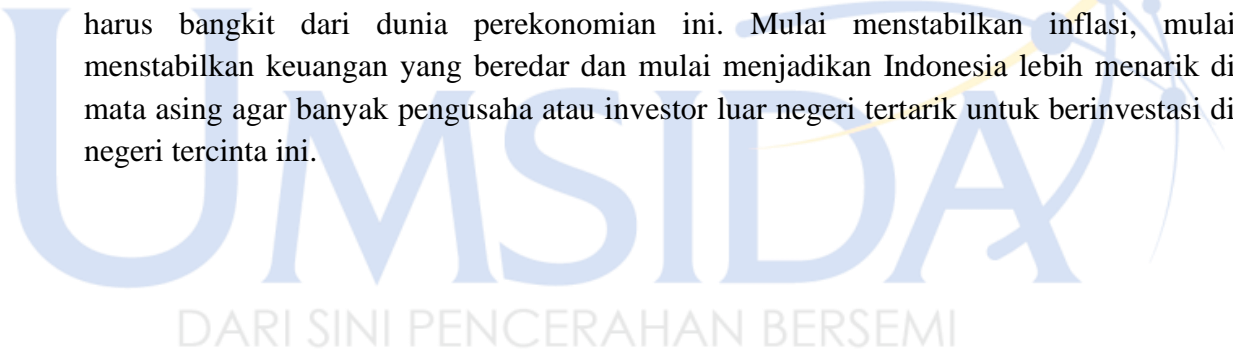 harus bangkit dari dunia perekonomian ini. Mulai menstabilkan inflasi, mulai
menstabilkan keuangan yang beredar dan mulai menjadikan Indonesia lebih menarik di
mata asing agar banyak pengusaha atau investor luar negeri tertarik untuk berinvestasi di
negeri tercinta ini.
UMSIDA
DARI SINI PENCERAHAN BERSEMI